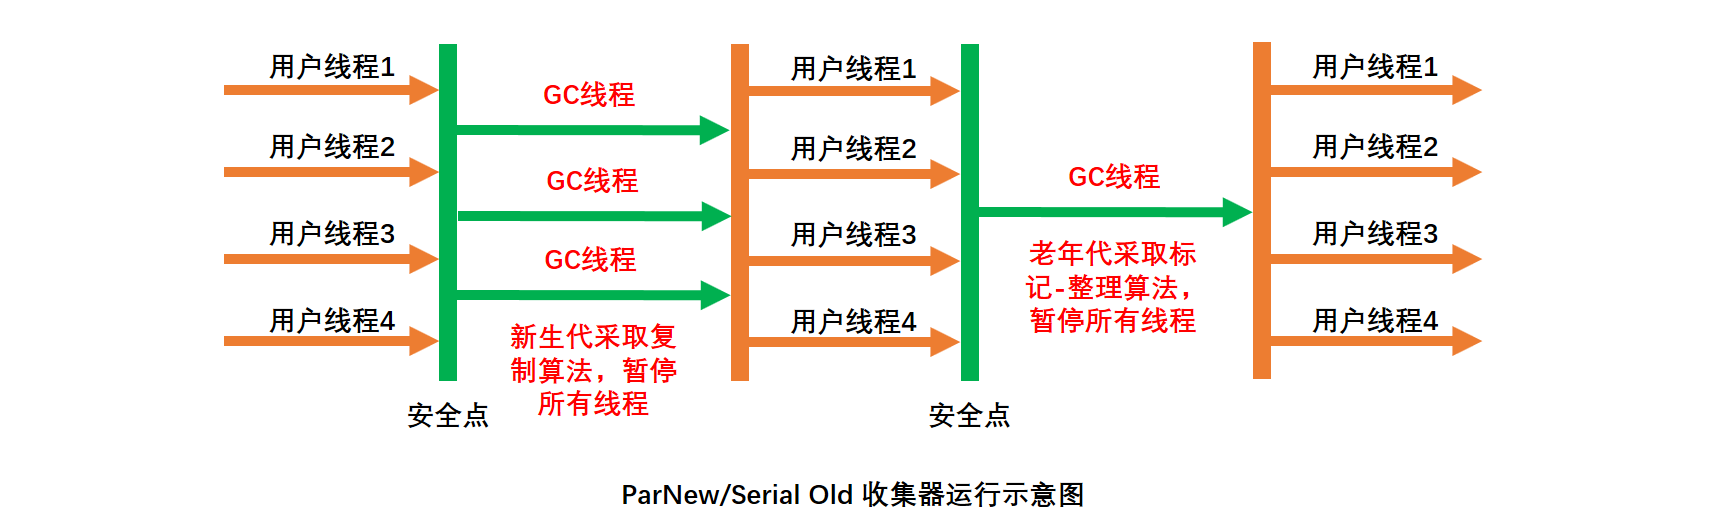 用户线程1
用户线程2
用户线程3
用户线程4
安全点
GC线程
GC线程
GC线程
新生代采取复
制算法，暂停
所有线程
用户线程1
用户线程2
用户线程3
用户线程4
安全点
GC线程
老年代采取标
记-整理算法，
暂停所有线程
用户线程1
用户线程2
用户线程3
用户线程4
ParNew/Serial Old 收集器运行示意图